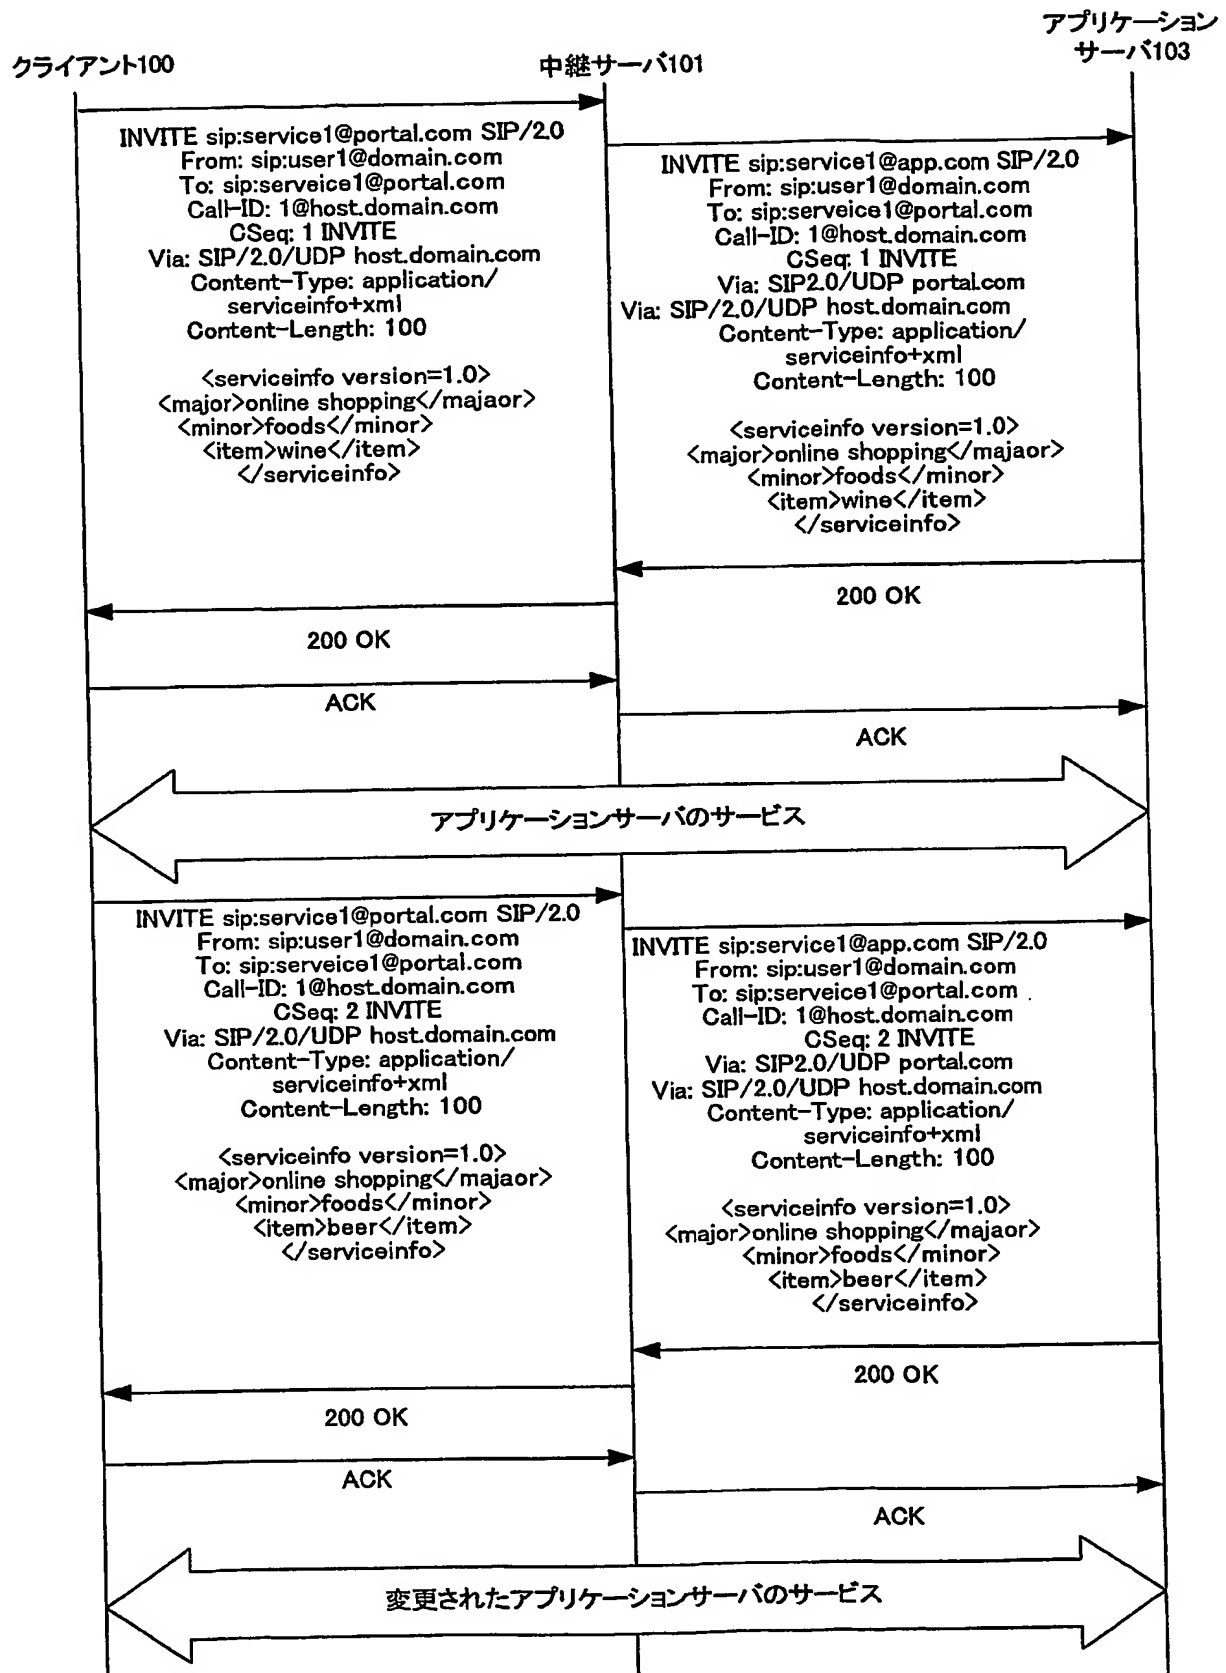 アプリケーション
サーバ103
クライアント100
中継サーバ101
INVITE sip:service1@portal.com SIP/2.0
From: sip:user1@domain.com
To: sip:serveice1@portal.com
Call-ID: 1@host.domain.com
CSeq: 1 INVITE
Via: SIP/2.0/UDP host.domain.com
Content-Type: application/
serviceinfo+xml
Content-Length: 100
<serviceinfo version=1.0>
<major>online shopping</majaor>
<minor>foods</minor>
<item>wine</item>
</serviceinfo>
INVITE sip:service1@app.com SIP/2.0
From: sip:user1@domain.com
To: sip:serveice1@portal.com
Call-ID: 1@host.domain.com
CSeq: 1 INVITE
Via: SIP2.0/UDP portal.com
Via: SIP/2.0/UDP host.domain.com
Content-Type: application/
serviceinfo+xml
Content-Length: 100
<serviceinfo version=1.0>
<major>online shopping</majaor>
<minor>foods</minor>
<item>wine</item>
</serviceinfo>
200 OK
200 OK
ACK
ACK
アプリケーションサーバのサービス
INVITE sip:service1@portal.com SIP/2.0
From: sip:user1@domain.com
To: sip:serveice1@portal.com
Call-ID: 1@host.domain.com
CSeq: 2 INVITE
Via: SIP/2.0/UDP host.domain.com
Content-Type: application/
serviceinfo+xml
Content-Length: 100
<serviceinfo version=1.0>
<major>online shopping</majaor>
<minor>foods</minor>
<item>beer</item>
</serviceinfo>
INVITE sip:service1@app.com SIP/2.0
From: sip:user1@domain.com
To: sip:serveice1@portal.com
Call-ID: 1@host.domain.com
CSeq: 2 INVITE
Via: SIP2.0/UDP portal.com
Via: SIP/2.0/UDP host.domain.com
Content-Type: application/
serviceinfo+xml
Content-Length: 100
<serviceinfo version=1.0>
<major>online shopping</majaor>
<minor>foods</minor>
<item>beer</item>
</serviceinfo>
200 OK
200 OK
ACK
ACK
変更されたアプリケーションサーバのサービス